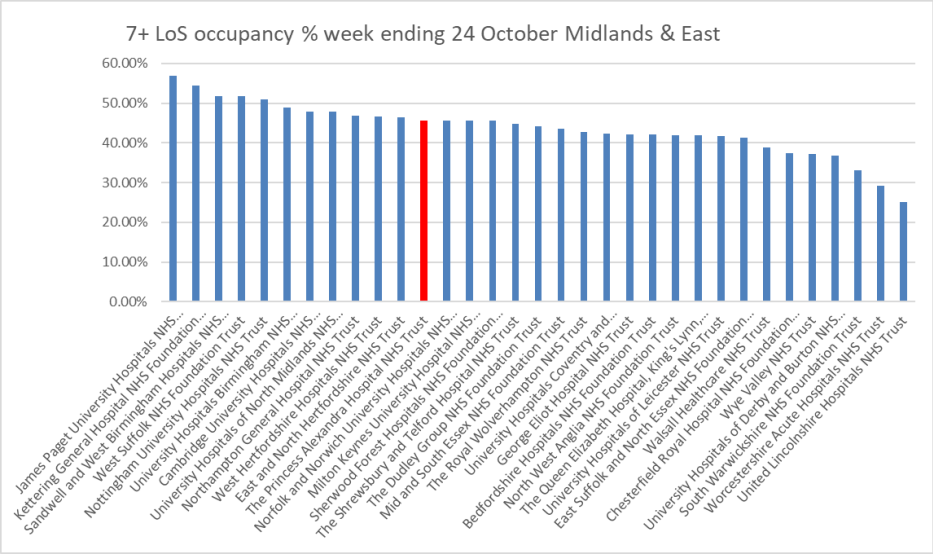 7+ LoS occupancy % week ending 24 October Midlands & East
60.00%
50.00%
40.00%
30.00%
20.00%
10.00%
0.00%
James Paget University Hospitals NHS...
Kettering General Hospital NHS Foundation...
Sandwell and West Birmingham Hospitals NHS...
West Suffolk NHS Foundation Trust
Nottingham University Hospitals NHS Trust
University Hospitals Birmingham NHS...
Cambridge University Hospitals NHS...
University Hospitals of North Midlands NHS...
Northampton General Hospital NHS Trust
West Hertfordshire Hospitals NHS Trust
East and North Hertfordshire NHS Trust
The Princess Alexandra Hospital NHS Trust
Norfolk and Norwich University Hospitals NHS...
Milton Keynes University Hospital NHS...
Sherwood Forest Hospitals NHS Foundation...
The Shrewsbury and Telford Hospital NHS Trust
The Dudley Group NHS Foundation Trust
Mid and South Essex NHS Foundation Trust
The Royal Wolverhampton NHS Trust
University Hospitals Coventry and...
George Eliot Hospital NHS Trust
Bedfordshire Hospitals NHS Foundation Trust
North West Anglia NHS Foundation Trust
The Queen Elizabeth Hospital, King's Lynn,...
University Hospitals of Leicester NHS Trust
East Suffolk and North Essex NHS Foundation...
Walsall Healthcare NHS Trust
Chesterfield Royal Hospital NHS Foundation...
Wye Valley NHS Trust
University Hospitals of Derby and Burton NHS...
South Warwickshire NHS Foundation Trust
Worcestershire Acute Hospitals NHS Trust
United Lincolnshire Hospitals NHS Trust